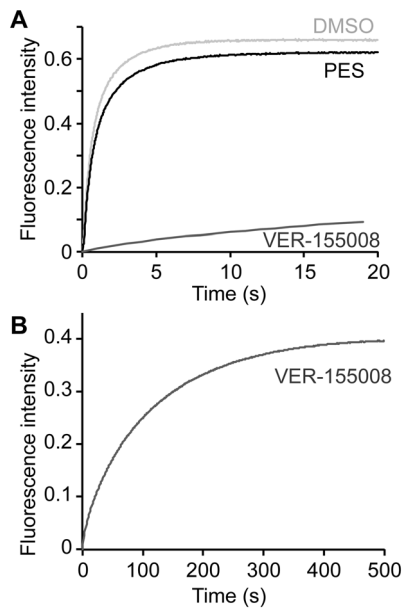 A
DMSO
PES
VER-155008
Fluorescence intensity
0.6
0.4
0.2
0
0 5 10 15 20
Time (s)
B
VER-155008
Fluorescence intensity
0.4
0.3
0.2
0.1
0
0 100 200 300 400 500
Time (s)